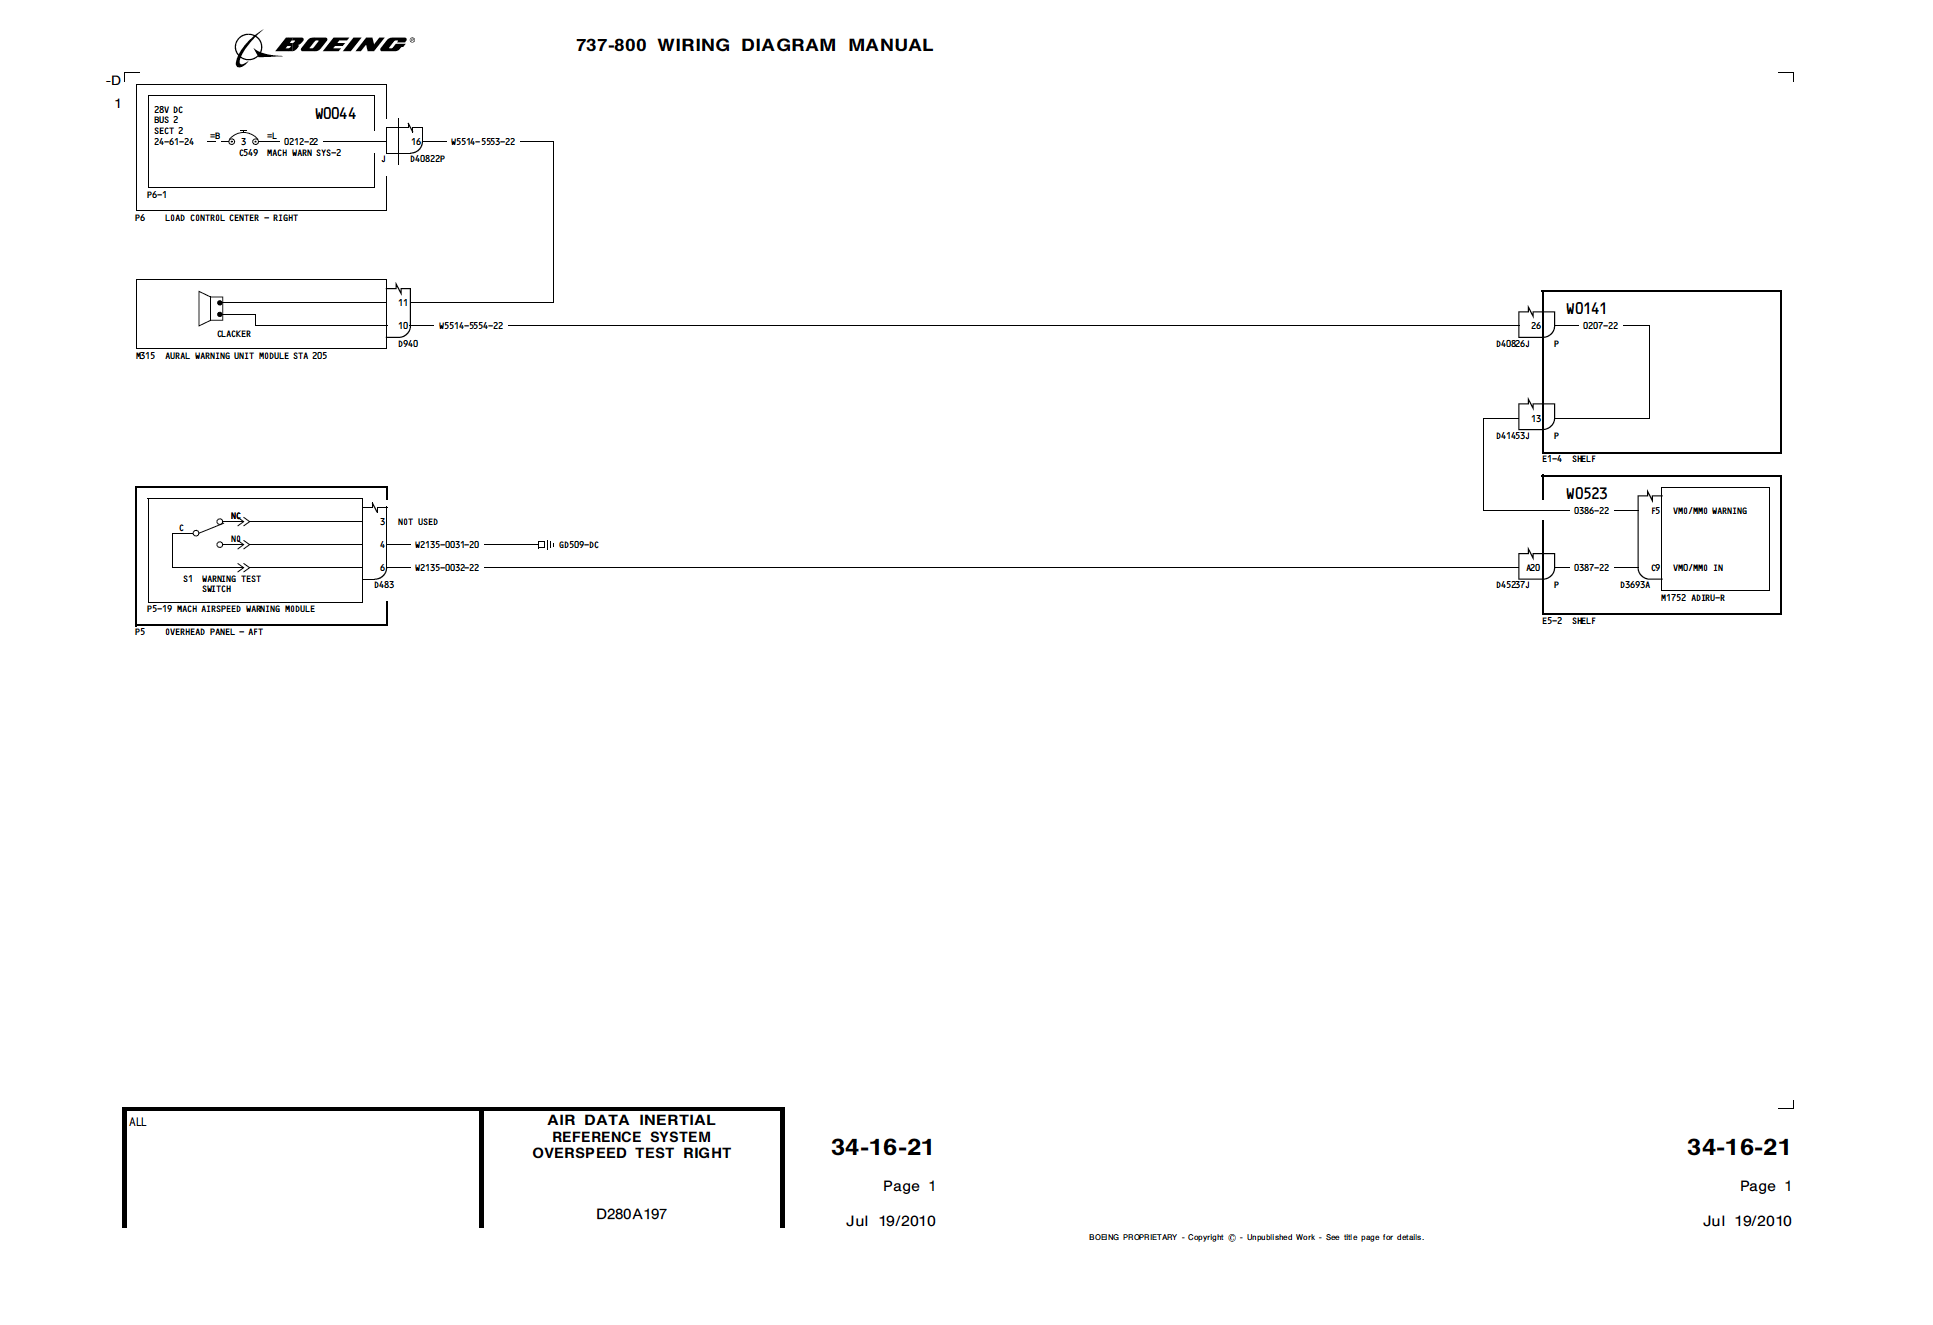 BOEING®
737-800 WIRING DIAGRAM MANUAL
-D
1
28V DC
BUS 2
SECT 2
24-61-24
W0044
=B
3
=L
0212-22
C549 MACH WARN SYS-2
J
16
D40822P
W5514-5553-22
P6-1
P6 LOAD CONTROL CENTER - RIGHT
11
10
CLACKER
D940
W5514-5554-22
M315 AURAL WARNING UNIT MODULE STA 205
W0141
26
0207-22
D40826J P
13
D41453J P
E1-4 SHELF
C
NC
NO
3 NOT USED
4 W2135-0031-20 GD509-DC
6 W2135-0032-22
S1 WARNING TEST
SWITCH
D483
P5-19 MACH AIRSPEED WARNING MODULE
P5 OVERHEAD PANEL - AFT
W0523
0386-22 F5 VMO/MMO WARNING
A20 0387-22 C9 VMO/MMO IN
D45237J P D3693A
M1752 ADIRU-R
E5-2 SHELF
ALL
AIR DATA INERTIAL
REFERENCE SYSTEM
OVERSPEED TEST RIGHT
D280A197
34-16-21
Page 1
Jul 19/2010
34-16-21
Page 1
Jul 19/2010
BOEING PROPRIETARY - Copyright © - Unpublished Work - See title page for details.